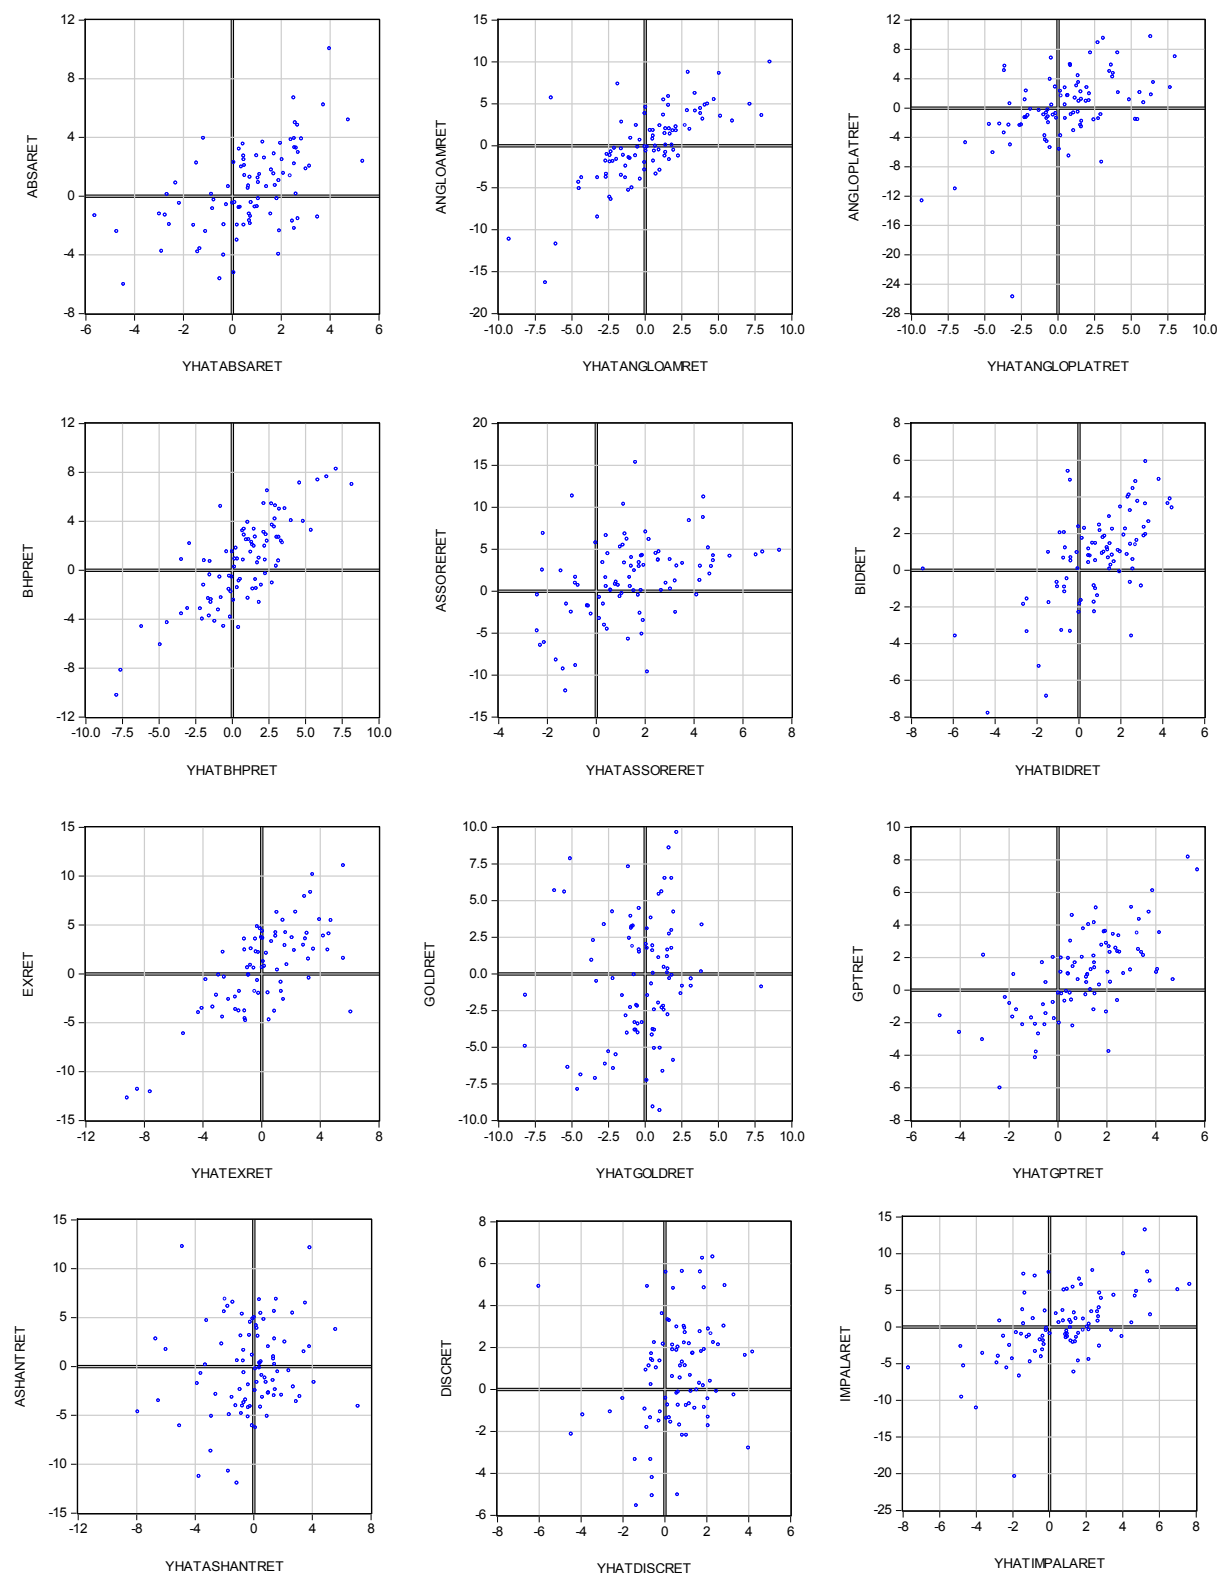 12
8
4
0
-4
-8
-6 -4 -2 0 2 4 6
ABSARET
YHATABSARET
15
10
5
0
-5
-10
-15
-20
-10.0 -7.5 -5.0 -2.5 0.0 2.5 5.0 7.5 10.0
ANGLOAMRET
YHATANGLOAMRET
12
8
4
0
-4
-8
-12
-16
-20
-24
-28
-10.0 -7.5 -5.0 -2.5 0.0 2.5 5.0 7.5 10.0
ANGLOPLATRET
YHATANGLOPLATRET
12
8
4
0
-4
-8
-12
-10.0 -7.5 -5.0 -2.5 0.0 2.5 5.0 7.5 10.0
BHPRET
YHATBHPRET
20
15
10
5
0
-5
-10
-15
-4 -2 0 2 4 6 8
ASSORERET
YHATASSORERET
8
6
4
2
0
-2
-4
-6
-8
-8 -6 -4 -2 0 2 4 6
BIDRET
YHATBIDRET
15
10
5
0
-5
-10
-15
-12 -8 -4 0 4 8
EXRET
YHATEXRET
10.0
7.5
5.0
2.5
0.0
-2.5
-5.0
-7.5
-10.0
-10.0 -7.5 -5.0 -2.5 0.0 2.5 5.0 7.5 10.0
GOLDRET
YHATGOLDRET
10
8
6
4
2
0
-2
-4
-6
-8
-6 -4 -2 0 2 4 6
GPTRET
YHATGPTRET
15
10
5
0
-5
-10
-15
-12 -8 -4 0 4 8
ASHANTRET
YHATASHANTRET
8
6
4
2
0
-2
-4
-6
-8 -6 -4 -2 0 2 4 6
DISCRET
YHATDISCRET
15
10
5
0
-5
-10
-15
-20
-25
-8 -6 -4 -2 0 2 4 6 8
IMPALARET
YHATIMPALARET